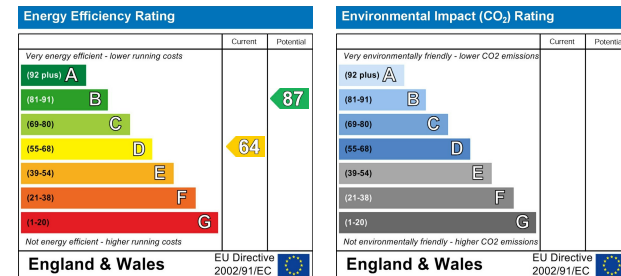 Energy Efficiency Rating
Current Potential
Very energy efficient - lower running costs
(92 plus) A
(81-91) B
87
(69-80) C
(55-68) D
64
(39-54) E
(21-38) F
(1-20) G
Not energy efficient - higher running costs
England & Wales
EU Directive
2002/91/EC
Environmental Impact (CO₂) Rating
Current
Very environmentally friendly - lower CO2 emissions
(92 plus) A
(81-91) B
(69-80) C
(55-68) D
(39-54) E
(21-38) F
(1-20) G
Not environmentally friendly - higher CO2 emissions
England & Wales
EU Directive
2002/91/EC